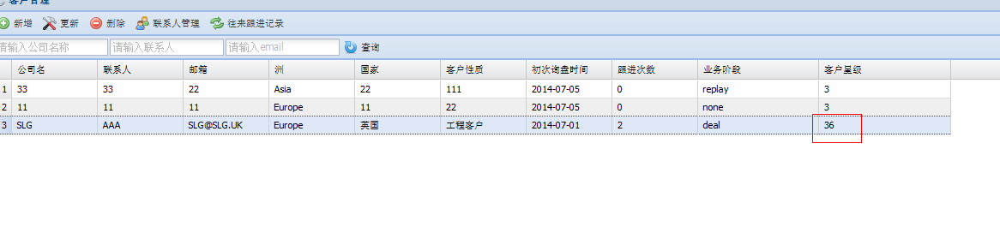 客户管理
新增 更新 删除 联系人管理 往来跟进记录
请输入公司名称 请输入联系人 请输入email 查询
公司名 联系人 邮箱 洲 国家 客户性质 初次询盘时间 跟进次数 业务阶段 客户星级
1 33 33 22 Asia 22 111 2014-07-05 0 replay 3
2 11 11 11 Europe 11 22 2014-07-05 0 none 3
3 SLG AAA SLG@SLG.UK Europe 英国 工程客户 2014-07-01 2 deal 36